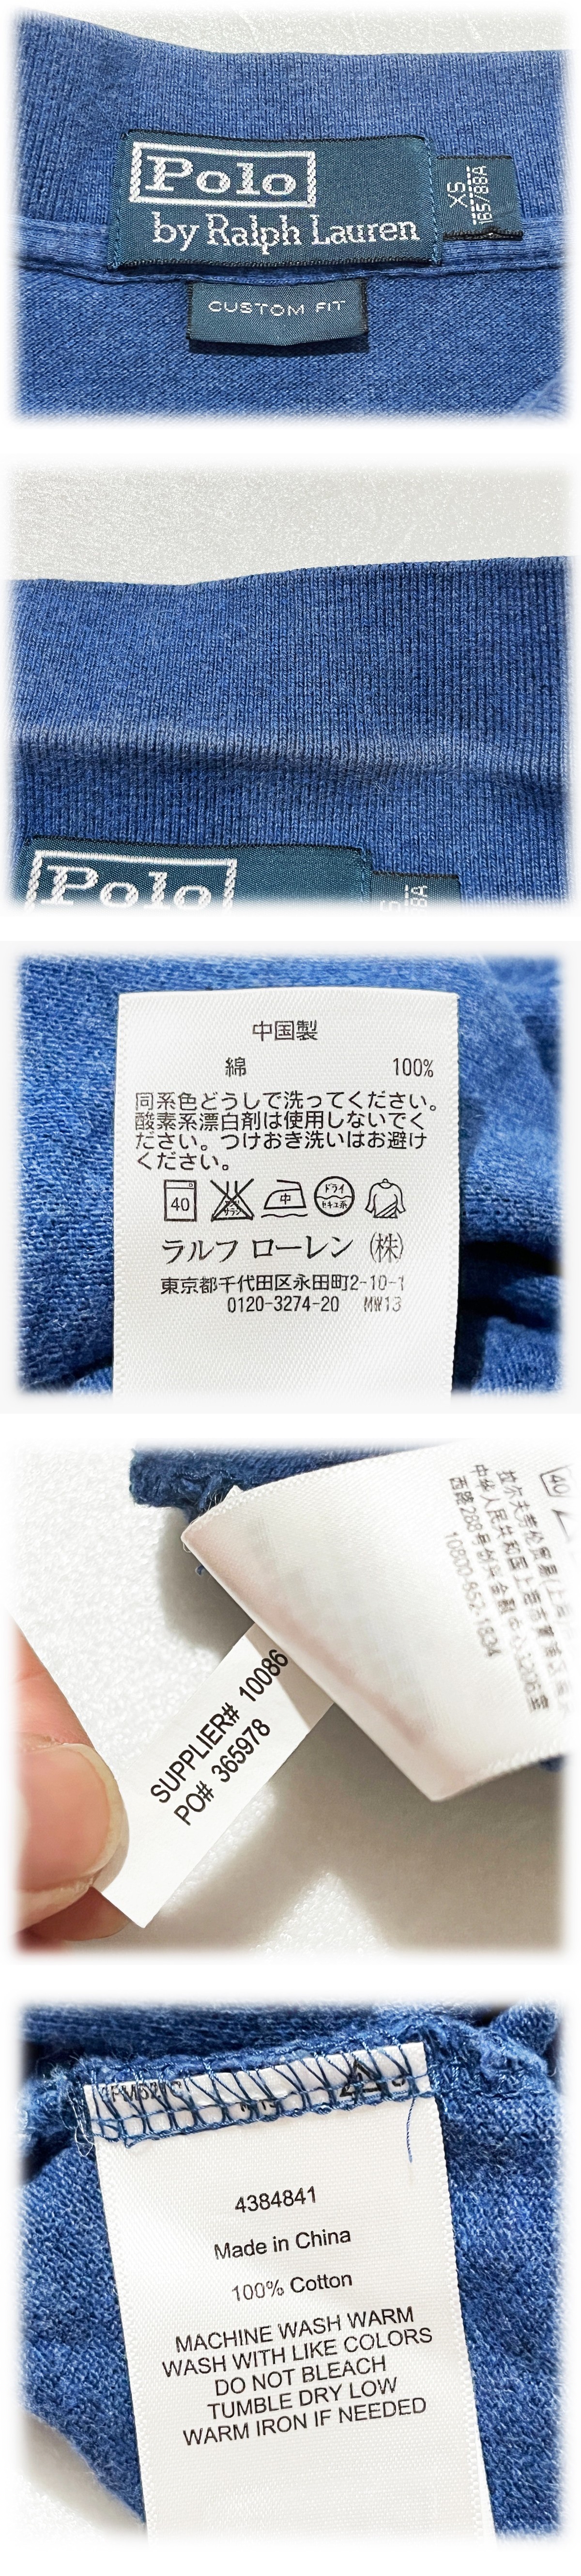 Polo
by Ralph Lauren
XS
165/88A
CUSTOM FIT
Polo
中国製
綿 100%
同系色どうしで洗ってください。
酸素系漂白剤は使用しないでく
ださい。つけおき洗いはお避け
ください。
40
中
ドライ
セキユ系
ラルフ ローレン (株)
東京都千代田区永田町2-10-1
0120-3274-20 MW13
SUPPLIER# 10086
PO# 365978
40
4384841
Made in China
100% Cotton
MACHINE WASH WARM
WASH WITH LIKE COLORS
DO NOT BLEACH
TUMBLE DRY LOW
WARM IRON IF NEEDED